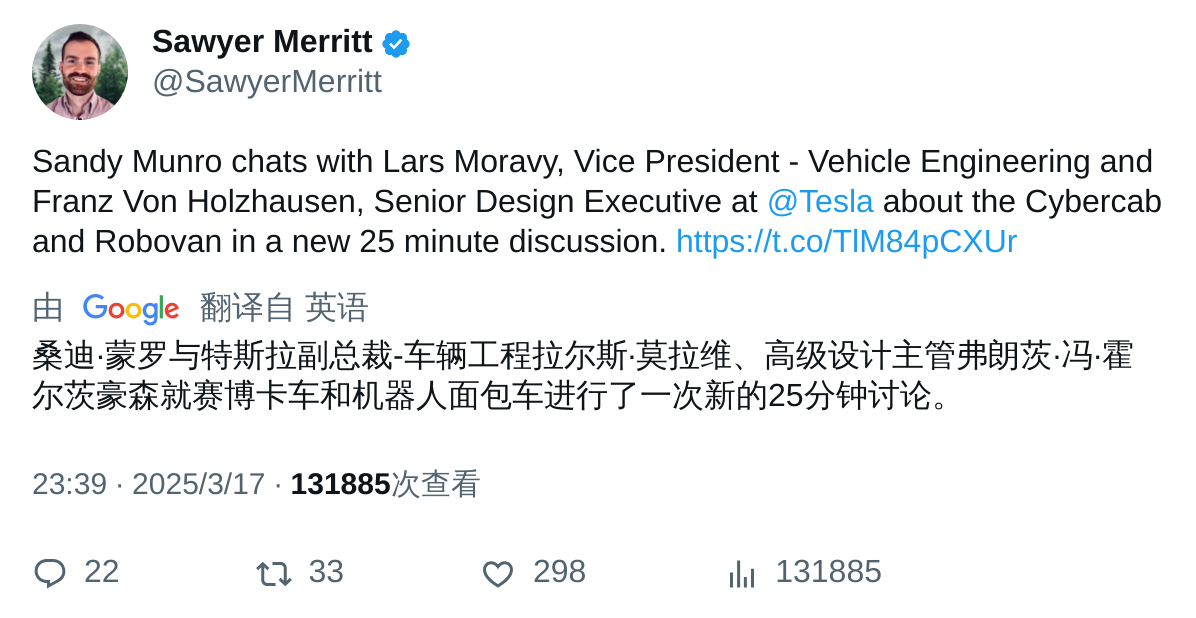 Sawyer Merritt
@SawyerMerritt
Sandy Munro chats with Lars Moravy, Vice President - Vehicle Engineering and
Franz Von Holzhausen, Senior Design Executive at @Tesla about the Cybercab
and Robovan in a new 25 minute discussion. https://t.co/TlM84pCXUr
由 Google 翻译自 英语
桑迪·蒙罗与特斯拉副总裁-车辆工程拉尔斯·莫拉维、高级设计主管弗朗茨·冯·霍
尔茨豪森就赛博卡车和机器人面包车进行了一次新的25分钟讨论。
23:39 · 2025/3/17 · 131885次查看
22 33 298 131885